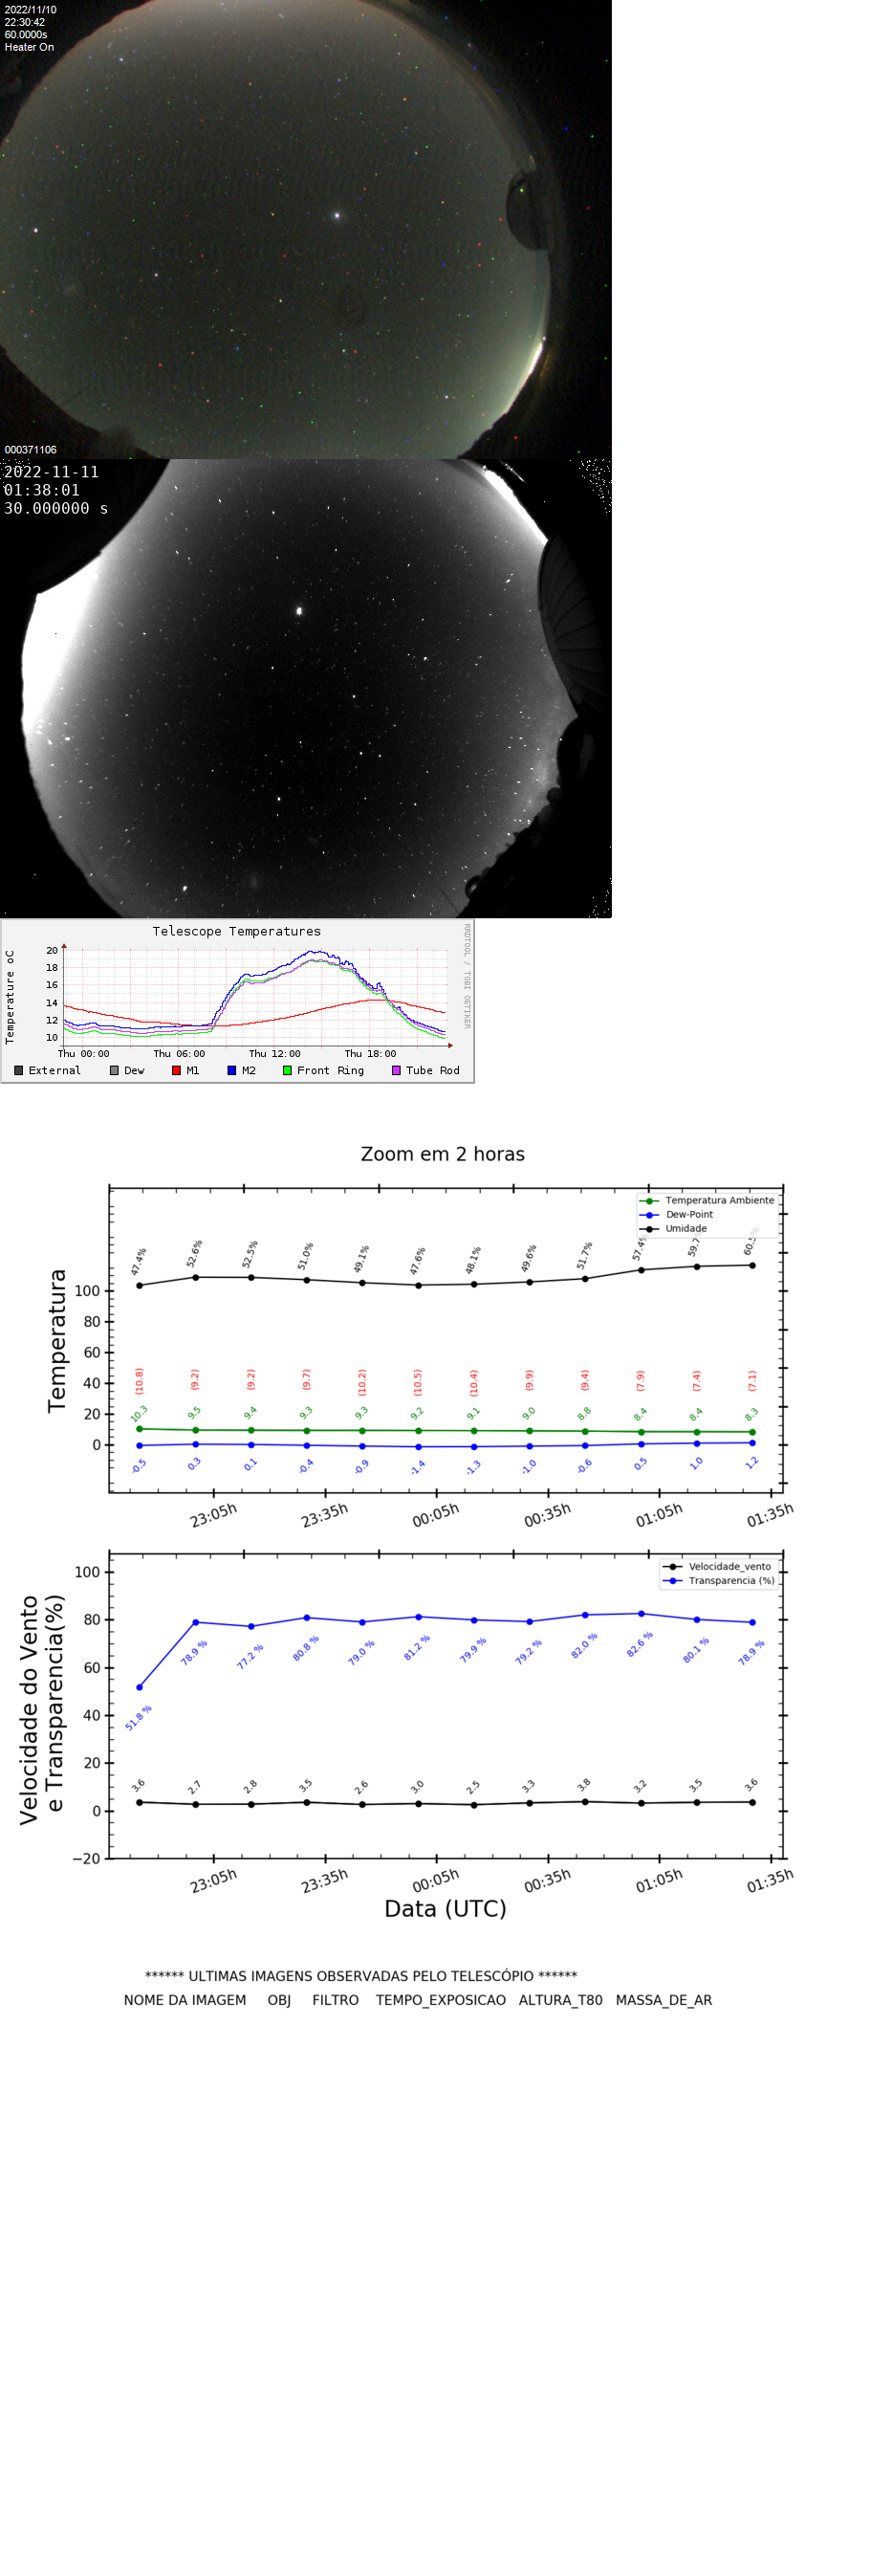 2022/11/10
22:30:42
60.0000s
Heater On
000371106
2022-11-11
01:38:01
30.000000 s
Telescope Temperatures
RRDTOOL / TOBI OETIKER
Temperature oC
20
18
16
14
12
10
Thu 00:00 Thu 06:00 Thu 12:00 Thu 18:00
External Dew M1 M2 Front Ring Tube Rod
Zoom em 2 horas
Temperatura Ambiente
Dew-Point
Umidade
47.4% 52.6% 52.5% 51.0% 49.1% 47.6% 48.1% 49.6% 51.7% 57.4% 59.7
Temperatura
100
80
60
40
20
0
(10.8) (9.2) (9.2) (9.7) (10.2) (10.5) (10.4) (9.9) (9.4) (7.9) (7.4) (7.1)
10.3 9.5 9.4 9.3 9.3 9.2 9.1 9.0 8.8 8.4 8.4 8.3
-0.5 0.3 0.1 -0.4 -0.9 -1.4 -1.3 -1.0 -0.6 0.5 1.0 1.2
23:05h 23:35h 00:05h 00:35h 01:05h 01:35h
Velocidade_vento
Transparencia (%)
Velocidade do Vento
e Transparencia(%)
100
80
60
40
20
0
−20
51.8 % 78.9 % 77.2 % 80.8 % 79.0 % 81.2 % 79.9 % 79.2 % 82.0 % 82.6 % 80.1 % 78.9 %
3.6 2.7 2.8 3.5 2.6 3.0 2.5 3.3 3.8 3.2 3.5 3.6
23:05h 23:35h 00:05h 00:35h 01:05h 01:35h
Data (UTC)
****** ULTIMAS IMAGENS OBSERVADAS PELO TELESCÓPIO ******
NOME DA IMAGEM OBJ FILTRO TEMPO_EXPOSICAO ALTURA_T80 MASSA_DE_AR